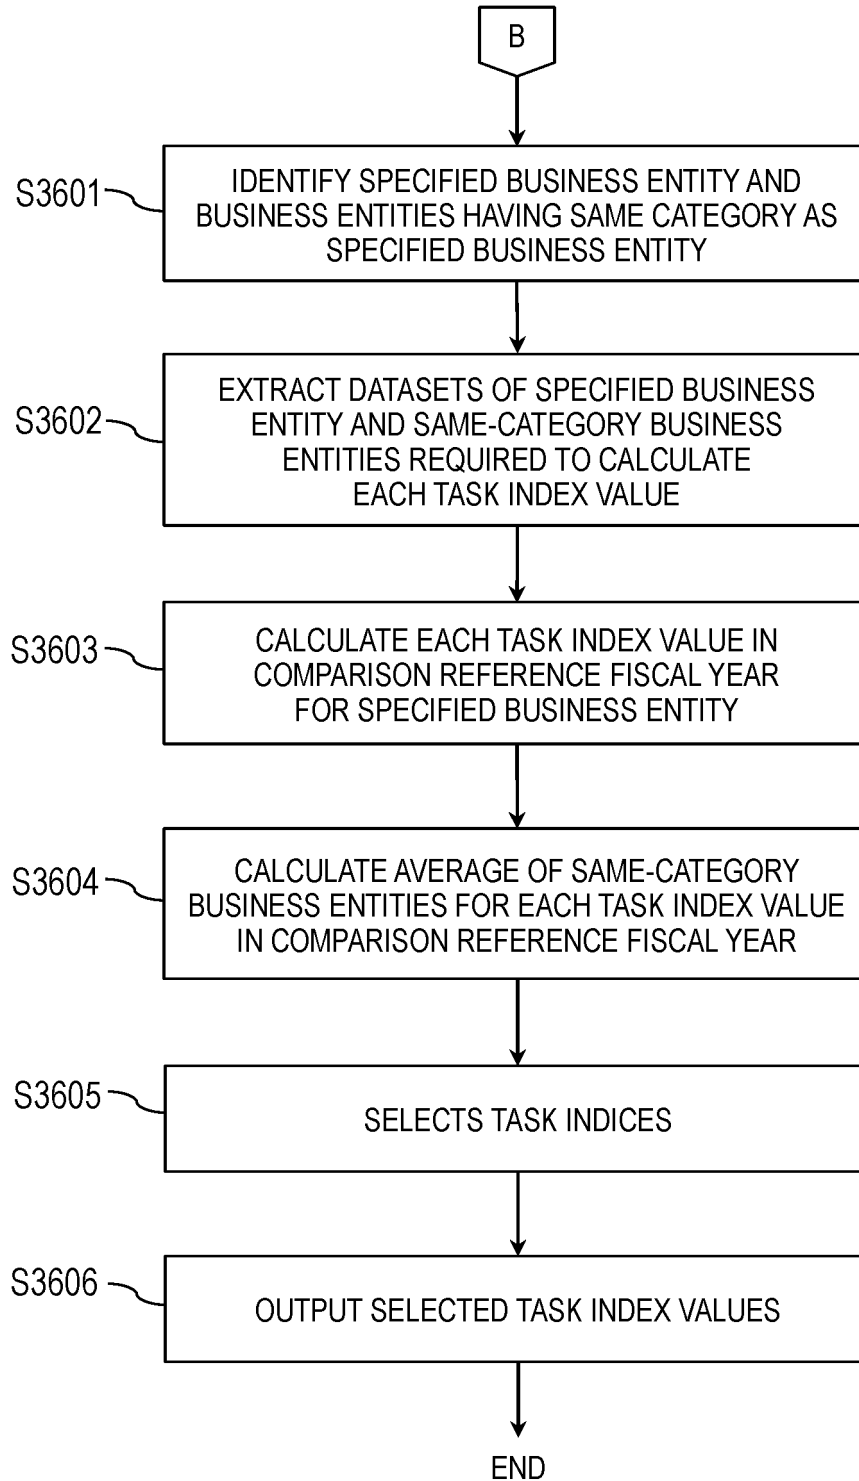 B
S3601
IDENTIFY SPECIFIED BUSINESS ENTITY AND
BUSINESS ENTITIES HAVING SAME CATEGORY AS
SPECIFIED BUSINESS ENTITY
S3602
EXTRACT DATASETS OF SPECIFIED BUSINESS
ENTITY AND SAME-CATEGORY BUSINESS
ENTITIES REQUIRED TO CALCULATE
EACH TASK INDEX VALUE
S3603
CALCULATE EACH TASK INDEX VALUE IN
COMPARISON REFERENCE FISCAL YEAR
FOR SPECIFIED BUSINESS ENTITY
S3604
CALCULATE AVERAGE OF SAME-CATEGORY
BUSINESS ENTITIES FOR EACH TASK INDEX VALUE
IN COMPARISON REFERENCE FISCAL YEAR
S3605
SELECTS TASK INDICES
S3606
OUTPUT SELECTED TASK INDEX VALUES
END